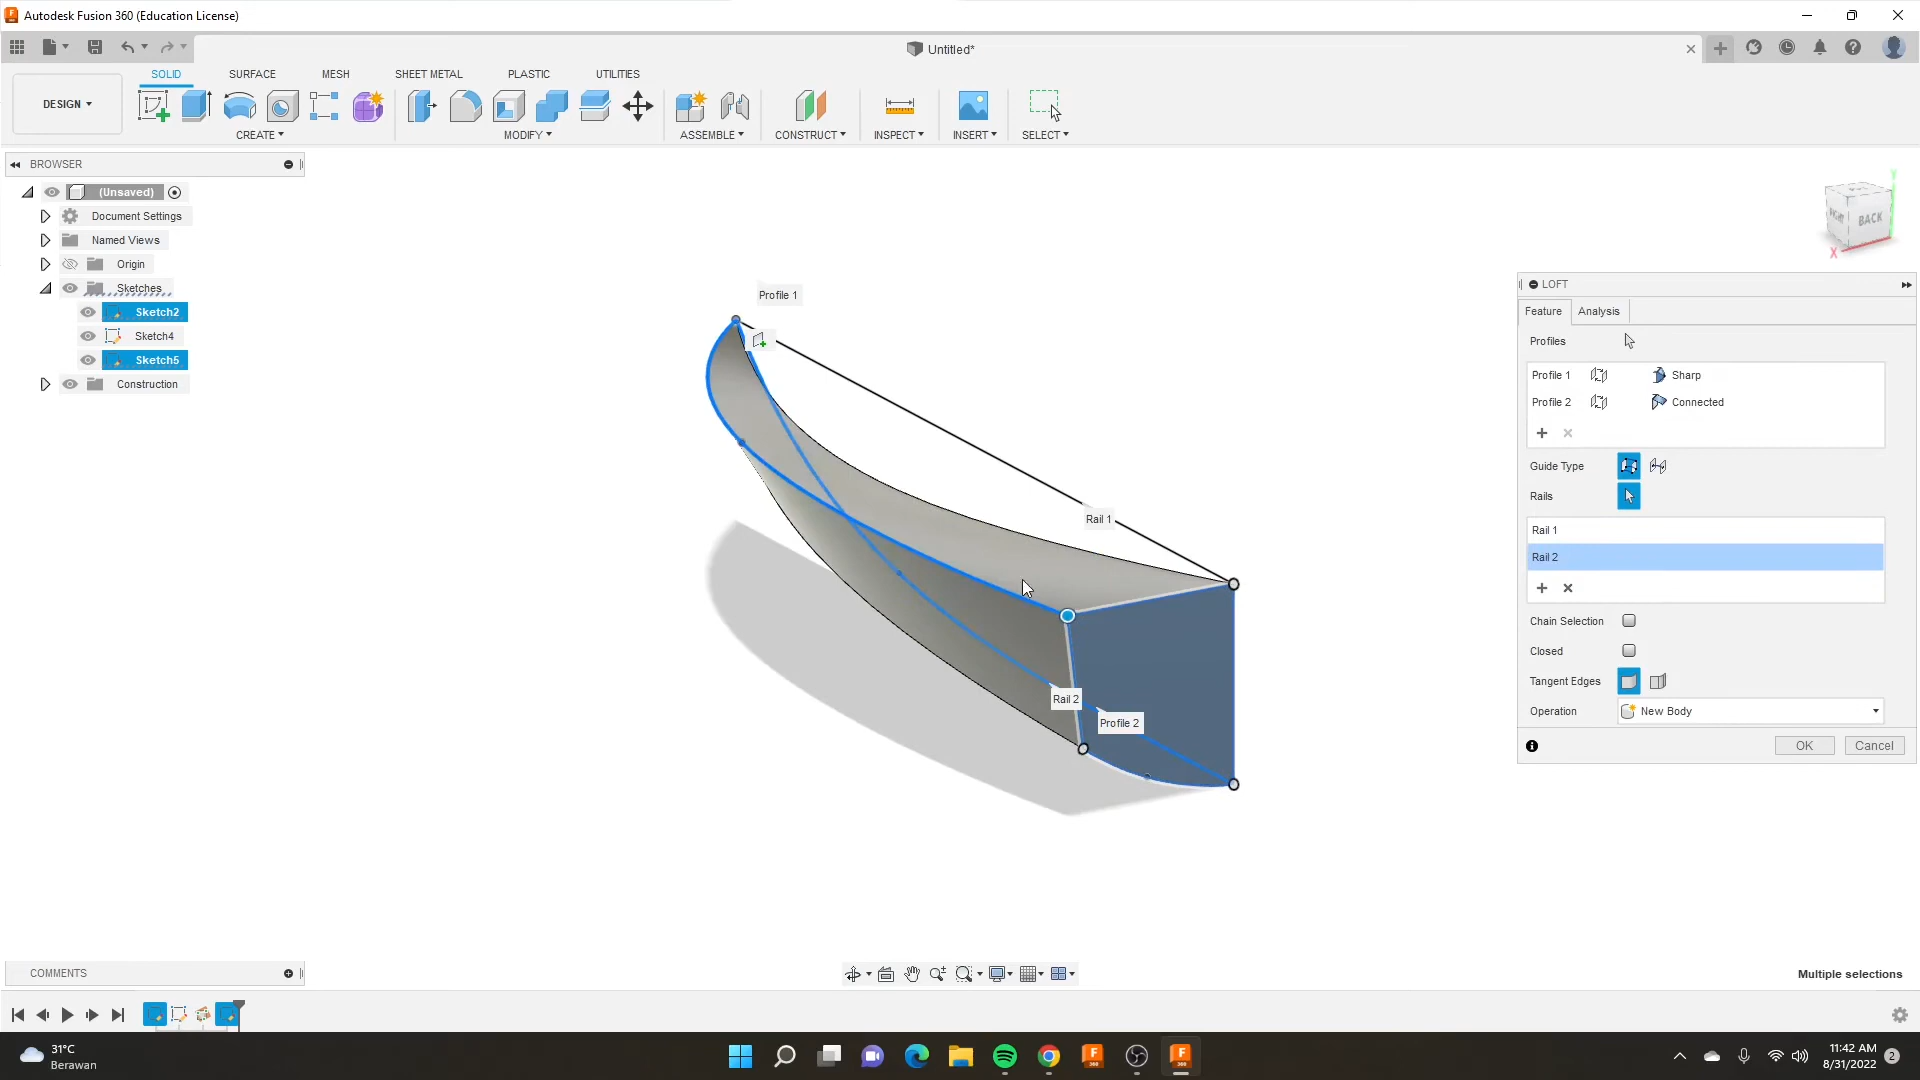 Autodesk Fusion 360 (Education License)
Untitled*
SOLID
SURFACE
MESH
SHEET METAL
PLASTIC
UTILITIES
DESIGN
CREATE
MODIFY
ASSEMBLE
CONSTRUCT
INSPECT
INSERT
SELECT
BROWSER
(Unsaved)
Document Settings
Named Views
Origin
Sketches
Sketch2
Sketch4
Sketch5
Construction
Profile 1
Rail 1
Rail 2
Profile 2
Y
RIGHT
BACK
X
LOFT
Feature
Analysis
Profiles
Profile 1
Sharp
Profile 2
Connected
Guide Type
Rails
Rail 1
Rail 2
Chain Selection
Closed
Tangent Edges
Operation
New Body
OK
Cancel
COMMENTS
Multiple selections
31°C
Berawan
11:42 AM
8/31/2022
2